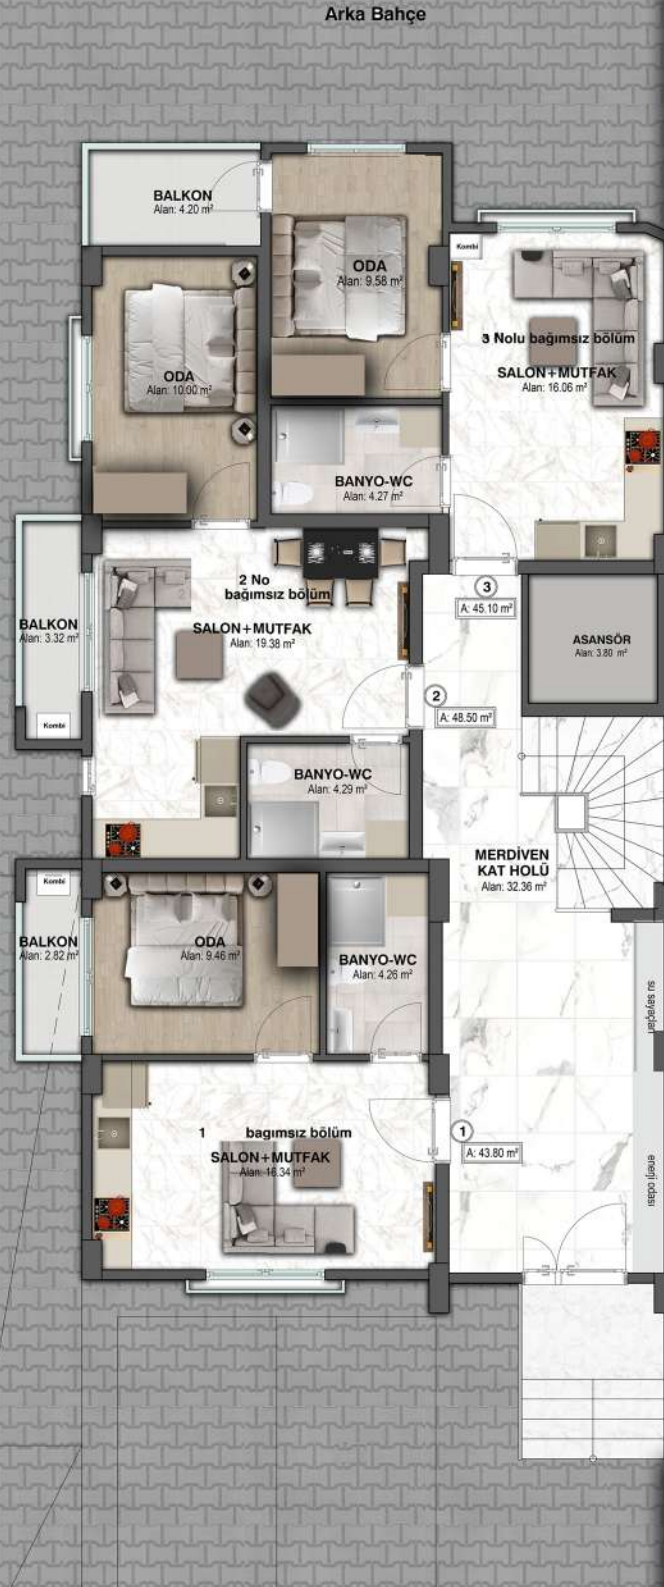 Arka Bahçe
BALKON
Alan: 4.20 m²
ODA
Alan: 9.58 m²
Kombi
3 Nolu bağımsız bölüm
SALON+MUTFAK
Alan: 16.06 m²
ODA
Alan: 10.00 m²
BANYO-WC
Alan: 4.27 m²
2 No
bağımsız bölüm
SALON+MUTFAK
Alan: 19.38 m²
3
A: 45.10 m²
BALKON
Alan: 3.32 m²
Kombi
ASANSÖR
Alan: 3.80 m²
2
A: 48.50 m²
BANYO-WC
Alan: 4.29 m²
MERDİVEN
KAT HOLÜ
Alan: 32.36 m²
Kombi
BALKON
Alan: 2.82 m²
ODA
Alan: 9.46 m²
BANYO-WC
Alan: 4.26 m²
su sayaçları
1 bagımsız bölüm
SALON+MUTFAK
Alan: 16.34 m²
1
A: 43.80 m²
enerji odası